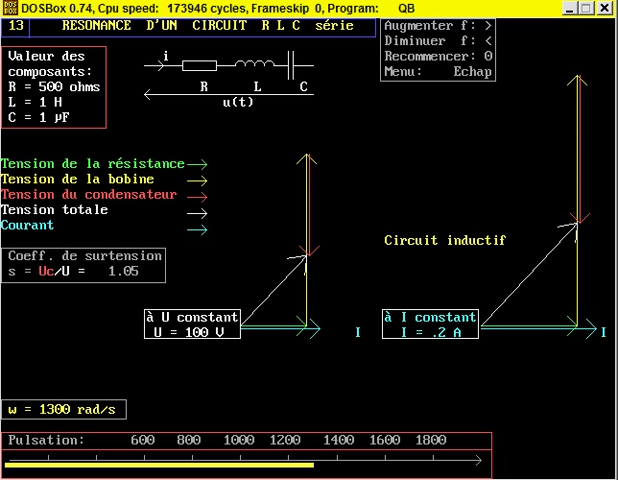 DOSBox 0.74, Cpu speed: 173946 cycles, Frameskip 0, Program: QB
13 RESONANCE D'UN CIRCUIT R L C série
Augmenter f: >
Diminuer f: <
Recommencer: 0
Menu: Echap
Valeur des
composants:
R = 500 ohms
L = 1 H
C = 1 µF
i
R L C
u(t)
Tension de la résistance
Tension de la bobine
Tension du condensateur
Tension totale
Courant
Circuit inductif
Coeff. de surtension
s = Uc/U = 1.05
à U constant
U = 100 V
I
à I constant
I = .2 A
I
w = 1300 rad/s
Pulsation: 600 800 1000 1200 1400 1600 1800